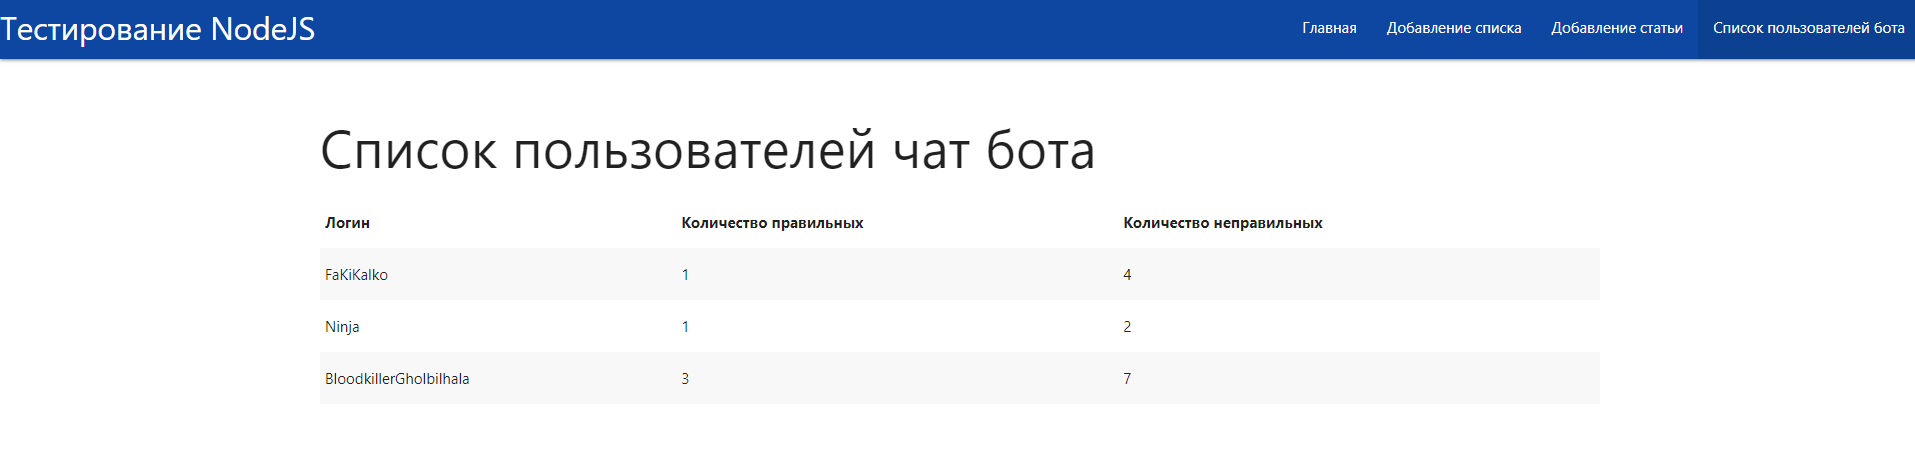 Тестирование NodeJS Главная Добавление списка Добавление статьи Список пользователей бота
Список пользователей чат бота
Логин Количество правильных Количество неправильных
FaKiKalko 1 4
Ninja 1 2
BloodkillerGholbilhala 3 7